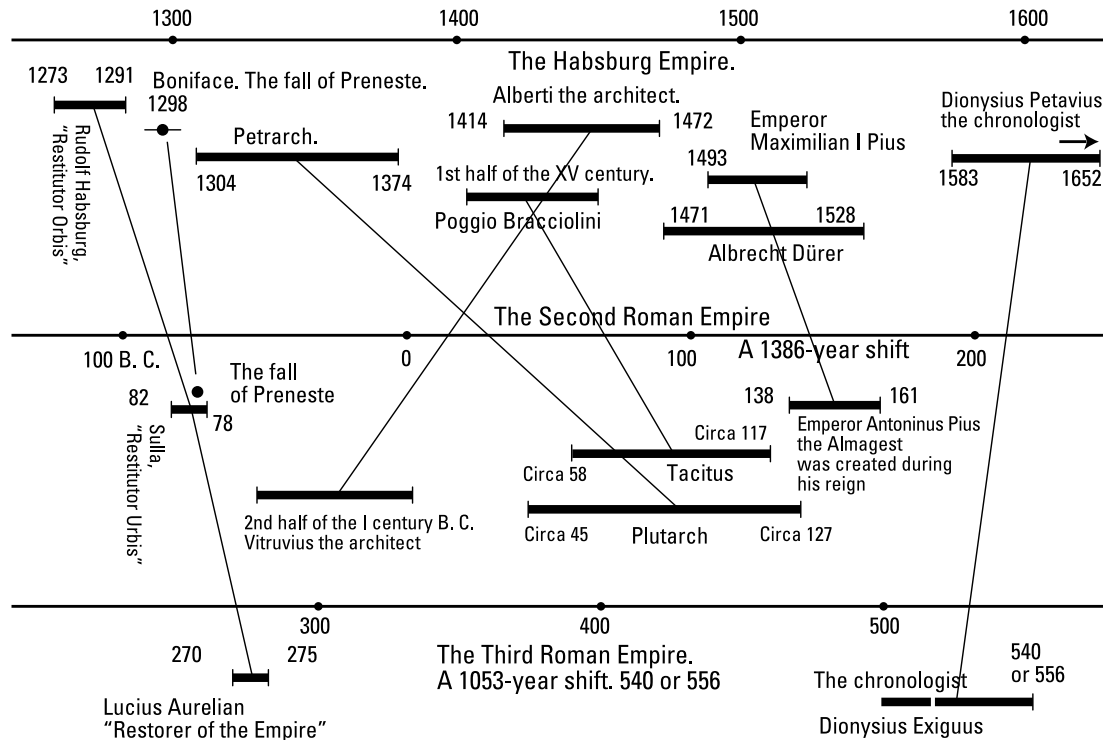 1300 1400 1500 1600
The Habsburg Empire.
1273 1291
Boniface. The fall of Preneste.
1298
Rudolf Habsburg,
"Restitutor Orbis"
Petrarch.
1304 1374
Alberti the architect.
1414 1472
1st half of the XV century.
Poggio Bracciolini
Emperor
Maximilian I Pius
1493
1471 1528
Albrecht Dürer
Dionysius Petavius
the chronologist
1583 1652
The Second Roman Empire
100 B. C. 0 100 200
A 1386-year shift
The fall
of Preneste
82 78
Sulla,
"Restitutor Urbis"
2nd half of the I century B. C.
Vitruvius the architect
Circa 58 Circa 117
Tacitus
Circa 45 Plutarch Circa 127
138 161
Emperor Antoninus Pius
the Almagest
was created during
his reign
300 400 500
270 275
Lucius Aurelian
“Restorer of the Empire”
The Third Roman Empire.
A 1053-year shift. 540 or 556
540
or 556
The chronologist
Dionysius Exiguus